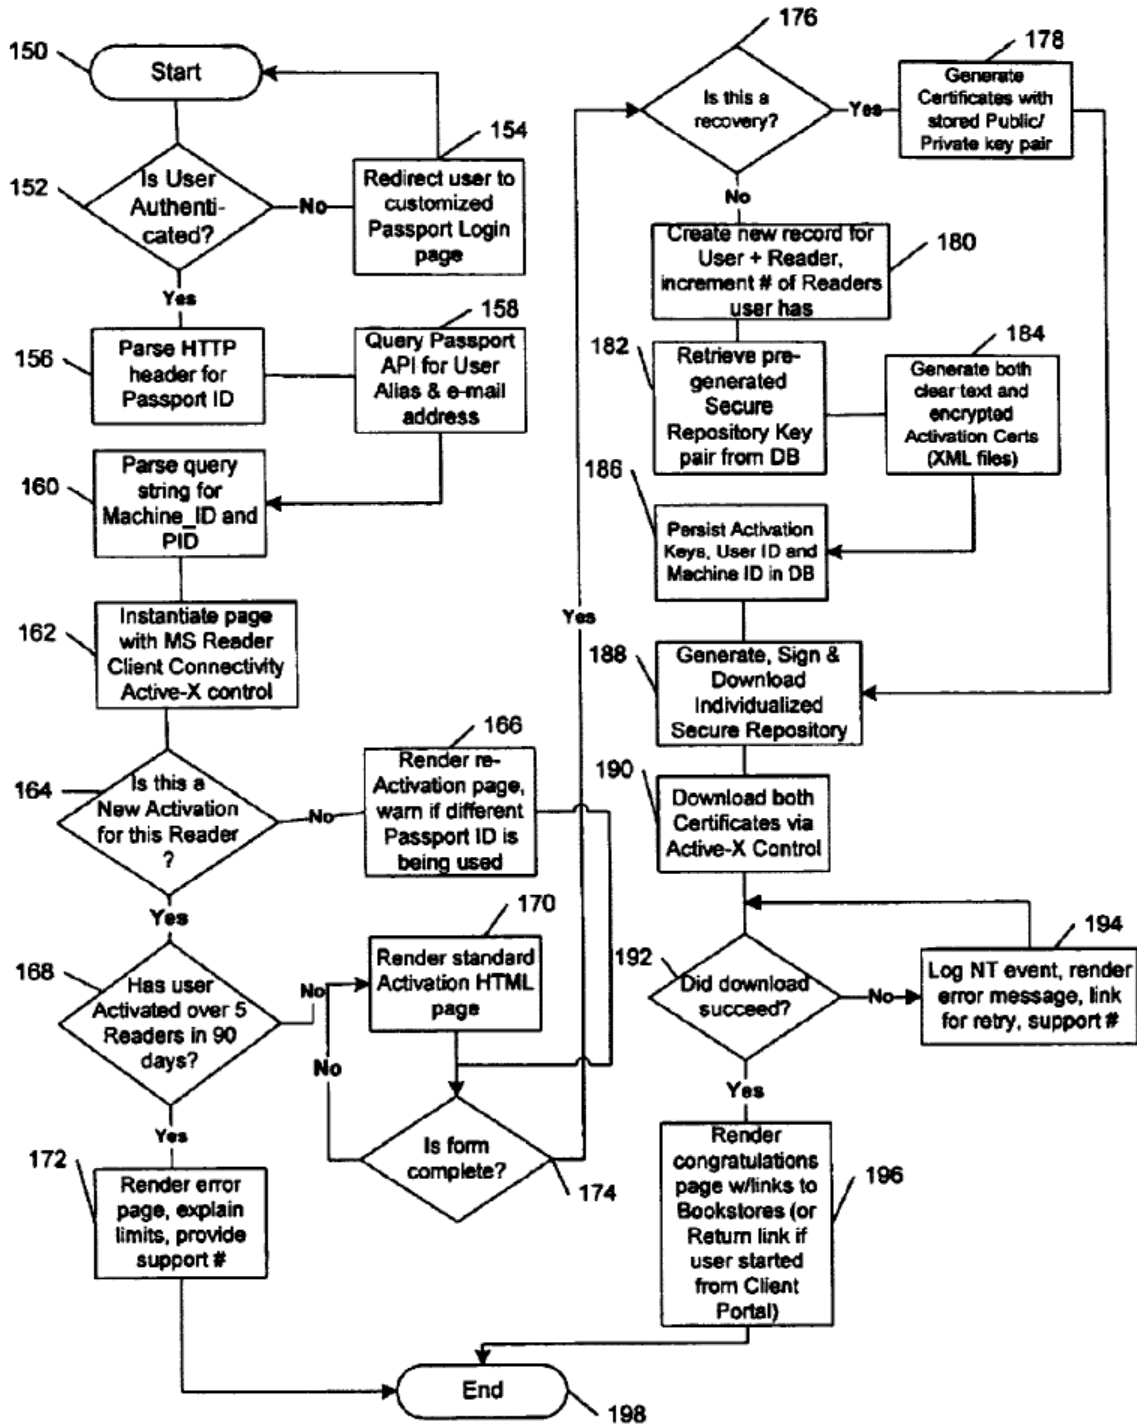 150
Start
154
152
Is User
Authenti-
cated?
No
Redirect user to
customized
Passport Login
page
Yes
158
156
Parse HTTP
header for
Passport ID
Query Passport
API for User
Alias & e-mail
address
160
Parse query
string for
Machine_ID and
PID
162
Instantiate page
with MS Reader
Client Connectivity
Active-X control
166
164
Is this a
New Activation
for this Reader
?
No
Render re-
Activation page,
warn if different
Passport ID is
being used
Yes
170
168
Has user
Activated over 5
Readers in 90
days?
No
Render standard
Activation HTML
page
No
Yes
Is form
complete?
174
Yes
172
Render error
page, explain
limits, provide
support #
176
Is this a
recovery?
Yes
178
Generate
Certificates with
stored Public/
Private key pair
No
180
Create new record for
User + Reader,
increment # of Readers
user has
182
Retrieve pre-
generated
Secure
Repository Key
pair from DB
184
Generate both
clear text and
encrypted
Activation Certs
(XML files)
186
Persist Activation
Keys, User ID and
Machine ID in DB
188
Generate, Sign &
Download
Individualized
Secure Repository
190
Download both
Certificates via
Active-X Control
192
Did download
succeed?
No
194
Log NT event, render
error message, link
for retry, support #
Yes
196
Render
congratulations
page w/links to
Bookstores (or
Return link if
user started
from Client
Portal)
End
198